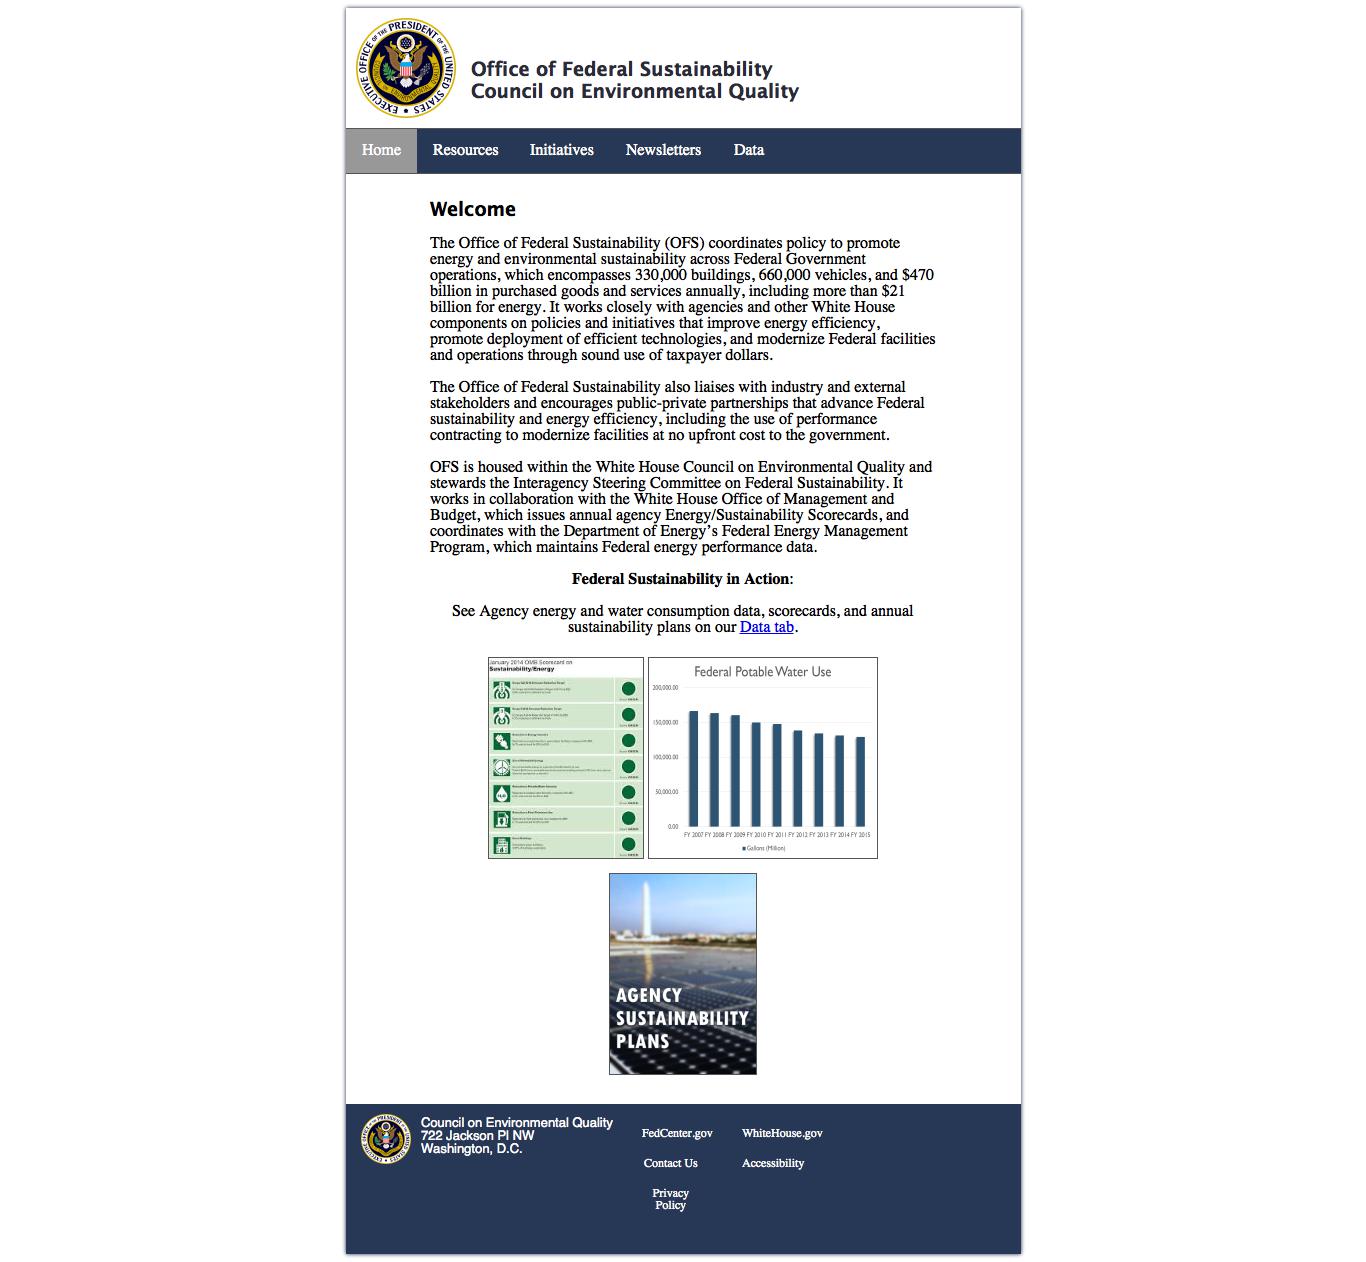 EXECUTIVE OFFICE OF THE PRESIDENT OF THE UNITED STATES
Office of Federal Sustainability
Council on Environmental Quality
Home Resources Initiatives Newsletters Data
Welcome
The Office of Federal Sustainability (OFS) coordinates policy to promote
energy and environmental sustainability across Federal Government
operations, which encompasses 330,000 buildings, 660,000 vehicles, and $470
billion in purchased goods and services annually, including more than $21
billion for energy. It works closely with agencies and other White House
components on policies and initiatives that improve energy efficiency,
promote deployment of efficient technologies, and modernize Federal facilities
and operations through sound use of taxpayer dollars.
The Office of Federal Sustainability also liaises with industry and external
stakeholders and encourages public-private partnerships that advance Federal
sustainability and energy efficiency, including the use of performance
contracting to modernize facilities at no upfront cost to the government.
OFS is housed within the White House Council on Environmental Quality and
stewards the Interagency Steering Committee on Federal Sustainability. It
works in collaboration with the White House Office of Management and
Budget, which issues annual agency Energy/Sustainability Scorecards, and
coordinates with the Department of Energy’s Federal Energy Management
Program, which maintains Federal energy performance data.
Federal Sustainability in Action:
See Agency energy and water consumption data, scorecards, and annual
sustainability plans on our Data tab.
January 2014 OMB Scorecard on
Sustainability/Energy
Federal Potable Water Use
200,000.00
150,000.00
100,000.00
50,000.00
0.00
FY 2007 FY 2008 FY 2009 FY 2010 FY 2011 FY 2012 FY 2013 FY 2014 FY 2015
Gallons (Million)
AGENCY
SUSTAINABILITY
PLANS
Council on Environmental Quality
722 Jackson Pl NW
Washington, D.C.
FedCenter.gov WhiteHouse.gov
Contact Us Accessibility
Privacy
Policy